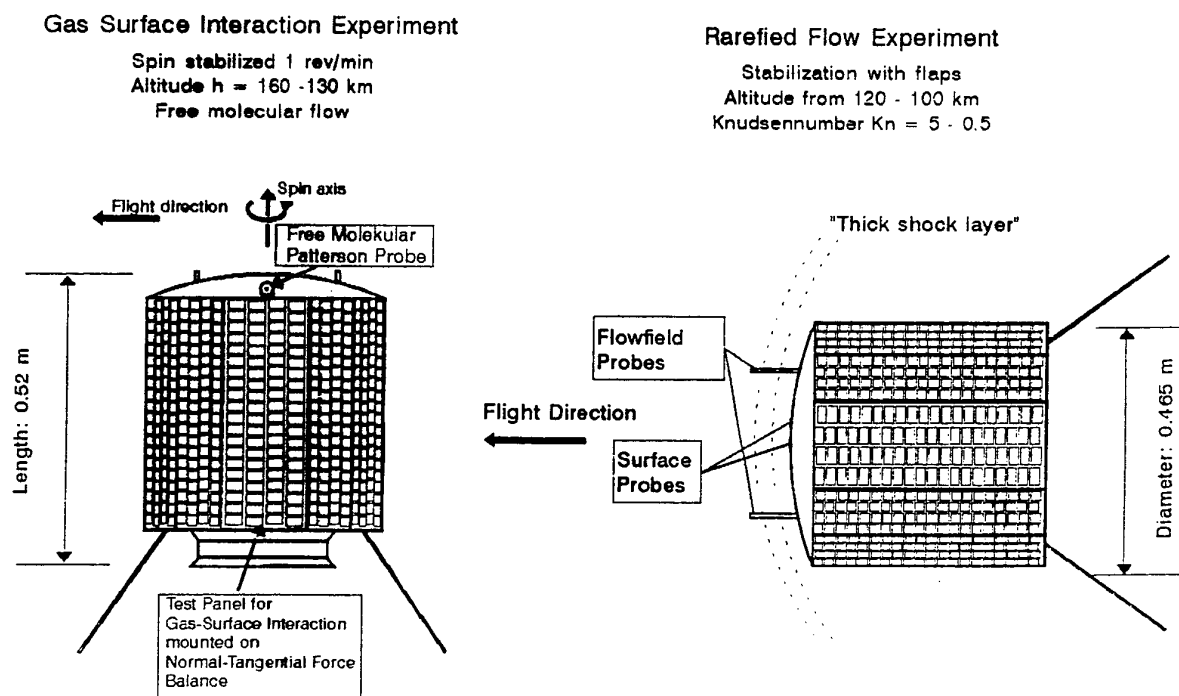 Gas Surface Interaction Experiment
Spin stabilized 1 rev/min
Altitude h = 160 -130 km
Free molecular flow
Spin axis
Flight direction
Free Molekular
Patterson Probe
Length: 0.52 m
Test Panel for
Gas-Surface Interaction
mounted on
Normal-Tangential Force
Balance
Rarefied Flow Experiment
Stabilization with flaps
Altitude from 120 - 100 km
Knudsennumber Kn = 5 - 0.5
"Thick shock layer"
Flowfield
Probes
Flight Direction
Surface
Probes
Diameter: 0.465 m